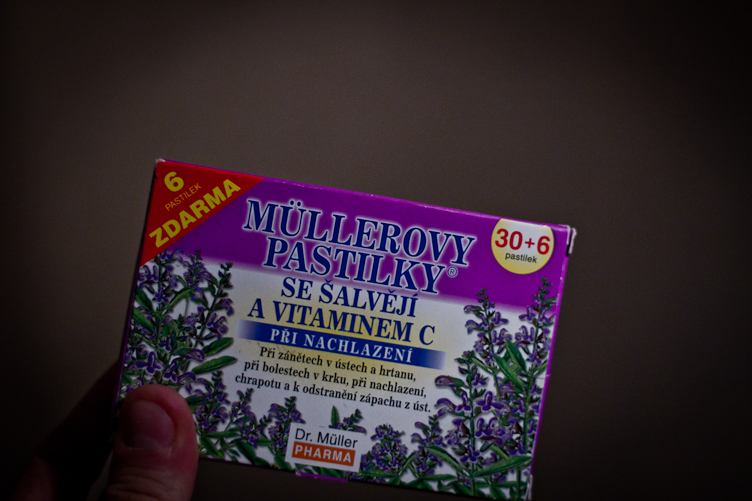 6
PASTILEK
ZDARMA
MÜLLEROVY
PASTILKY®
SE ŠALVĚJÍ
A VITAMINEM C
PŘI NACHLAZENÍ
Při zánětech v ústech a hrtanu,
při bolestech v krku, při nachlazení,
chrapotu a k odstranění zápachu z úst.
30+6
pastilek
Dr. Müller
PHARMA